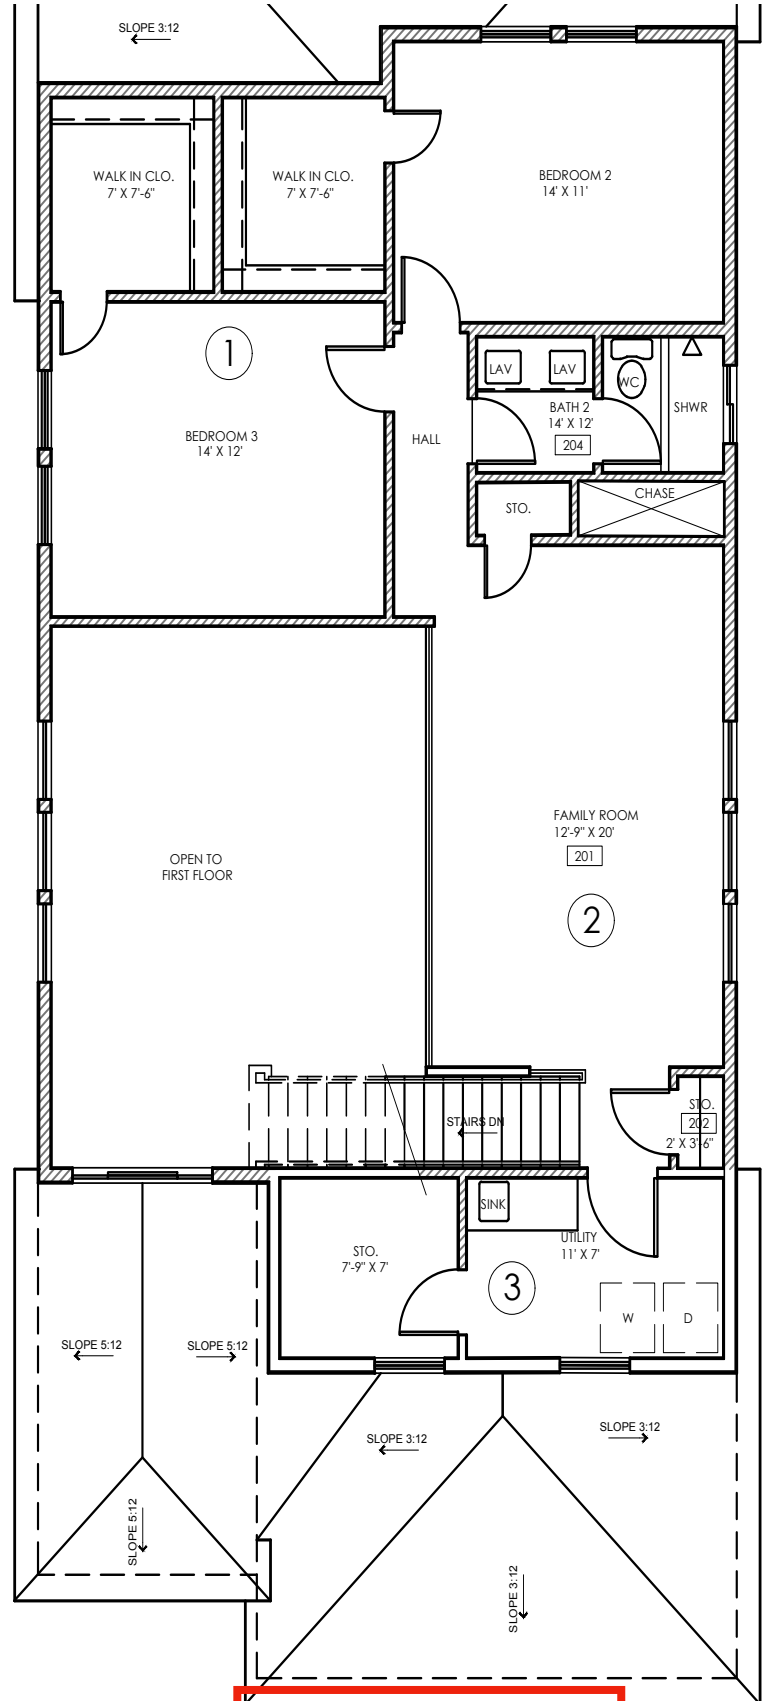 SLOPE 3:12
WALK IN CLO.
7' X 7'-6"
WALK IN CLO.
7' X 7'-6"
BEDROOM 2
14' X 11'
1
LAV
LAV
WC
SHWR
BATH 2
14' X 12'
204
BEDROOM 3
14' X 12'
HALL
CHASE
STO.
FAMILY ROOM
12'-9" X 20'
201
OPEN TO
FIRST FLOOR
2
STAIRS DN
STO.
202
2' X 3'-6"
SINK
UTILITY
11' X 7'
STO.
7'-9" X 7'
3
W
D
SLOPE 5:12
SLOPE 5:12
SLOPE 3:12
SLOPE 3:12
SLOPE 5:12
SLOPE 3:12